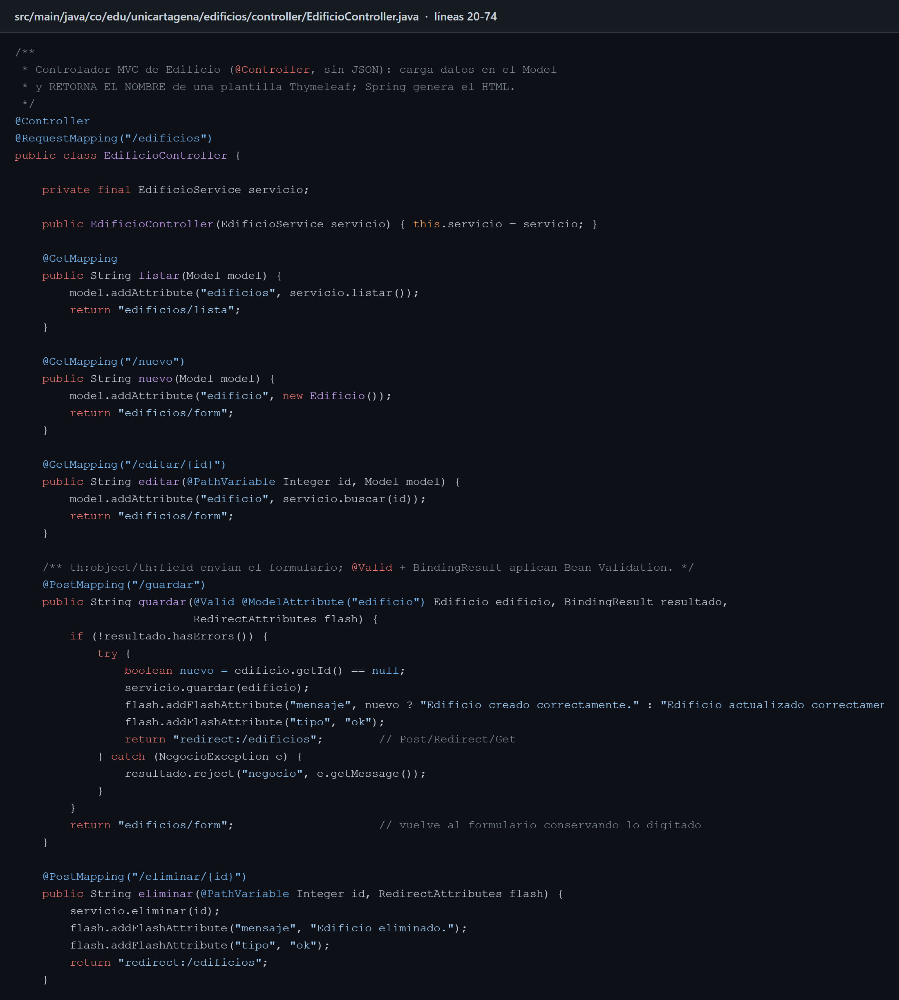 src/main/java/co/edu/unicartagena/edificios/controller/EdificioController.java · líneas 20-74
/**
 * Controlador MVC de Edificio (@Controller, sin JSON): carga datos en el Model
 * y RETORNA EL NOMBRE de una plantilla Thymeleaf; Spring genera el HTML.
 */
@Controller
@RequestMapping("/edificios")
public class EdificioController {
    private final EdificioService servicio;
    public EdificioController(EdificioService servicio) { this.servicio = servicio; }
    @GetMapping
    public String listar(Model model) {
        model.addAttribute("edificios", servicio.listar());
        return "edificios/lista";
    }
    @GetMapping("/nuevo")
    public String nuevo(Model model) {
        model.addAttribute("edificio", new Edificio());
        return "edificios/form";
    }
    @GetMapping("/editar/{id}")
    public String editar(@PathVariable Integer id, Model model) {
        model.addAttribute("edificio", servicio.buscar(id));
        return "edificios/form";
    }
    /** th:object/th:field envian el formulario; @Valid + BindingResult aplican Bean Validation. */
    @PostMapping("/guardar")
    public String guardar(@Valid @ModelAttribute("edificio") Edificio edificio, BindingResult resultado,
                          RedirectAttributes flash) {
        if (!resultado.hasErrors()) {
            try {
                boolean nuevo = edificio.getId() == null;
                servicio.guardar(edificio);
                flash.addFlashAttribute("mensaje", nuevo ? "Edificio creado correctamente." : "Edificio actualizado
                flash.addFlashAttribute("tipo", "ok");
                return "redirect:/edificios";        // Post/Redirect/Get
            } catch (NegocioException e) {
                resultado.reject("negocio", e.getMessage());
            }
        }
        return "edificios/form";                     // vuelve al formulario conservando lo digitado
    }
    @PostMapping("/eliminar/{id}")
    public String eliminar(@PathVariable Integer id, RedirectAttributes flash) {
        servicio.eliminar(id);
        flash.addFlashAttribute("mensaje", "Edificio eliminado.");
        flash.addFlashAttribute("tipo", "ok");
        return "redirect:/edificios";
    }